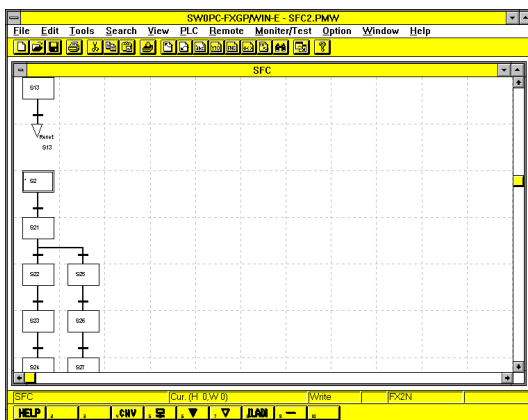 SW0PC-FXGP/WIN-E - SFC2.PMW
File Edit Tools Search View PLC Remote Moniter/Test Option Window Help
SFC
S13
Reset
S13
S2
S21
S22 S25
S23 S26
S24 S27
SFC Cur. (H 0,W 0) Write FX2N
HELP CNV